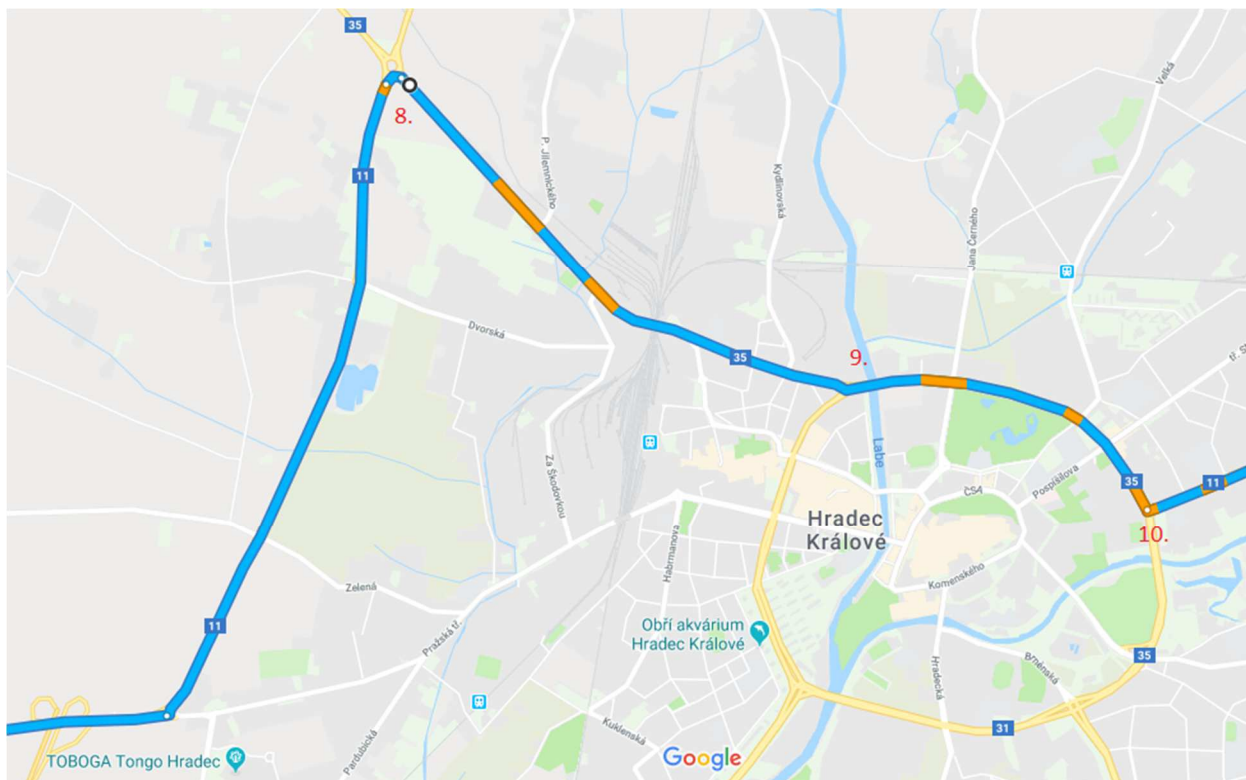 35
8.
P. Jilemnického
Kydlinovská
Velká
Jana Černého
11
Dvorská
35
9.
tř. S
Labe
Za Škodovkou
Pospíšilova
35
11
ČSA
10.
Hradec
Králové
Habrmanova
Komenského
Zelená
Pražská tř.
11
Obří akvárium
Hradec Králové
Brněnská
35
Hradecká
31
Kuklenská
Pardubická
TOBOGA Tongo Hradec
Google